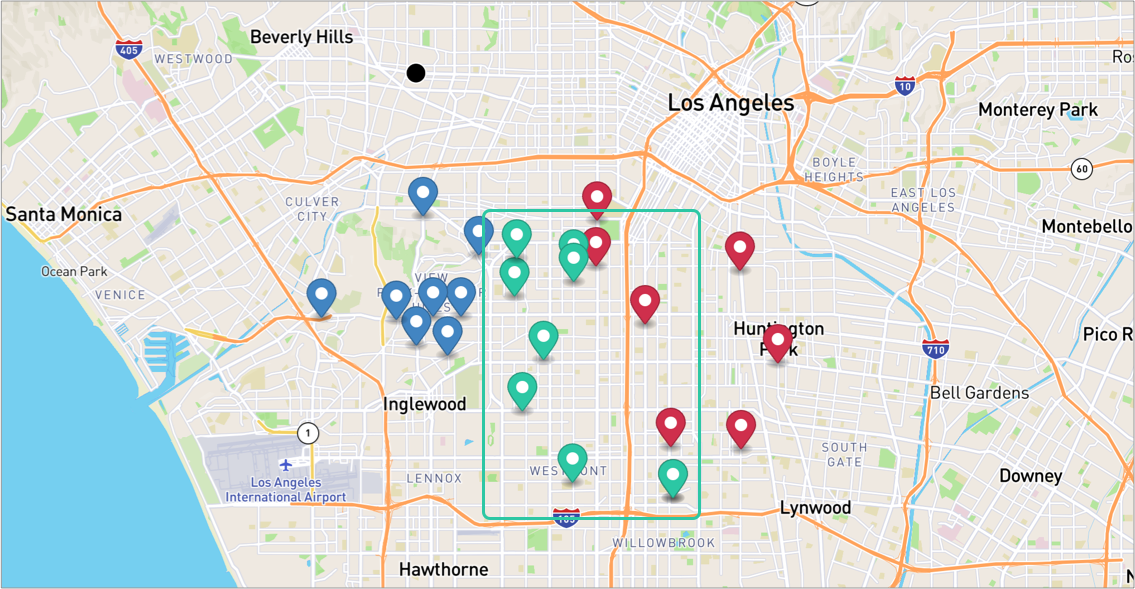 Beverly Hills
405
WESTWOOD
Ro
10
Los Angeles
Monterey Park
BOYLE
HEIGHTS
60
EAST LOS
ANGELES
CULVER
CITY
Santa Monica
Montebello
Ocean Park
VENICE
VIEW
Huntington
Park
Pico R
710
Bell Gardens
Inglewood
1
SOUTH
GATE
Los Angeles
International Airport
LENNOX
WESTMONT
Downey
Lynwood
105
WILLOWBROOK
Hawthorne
N